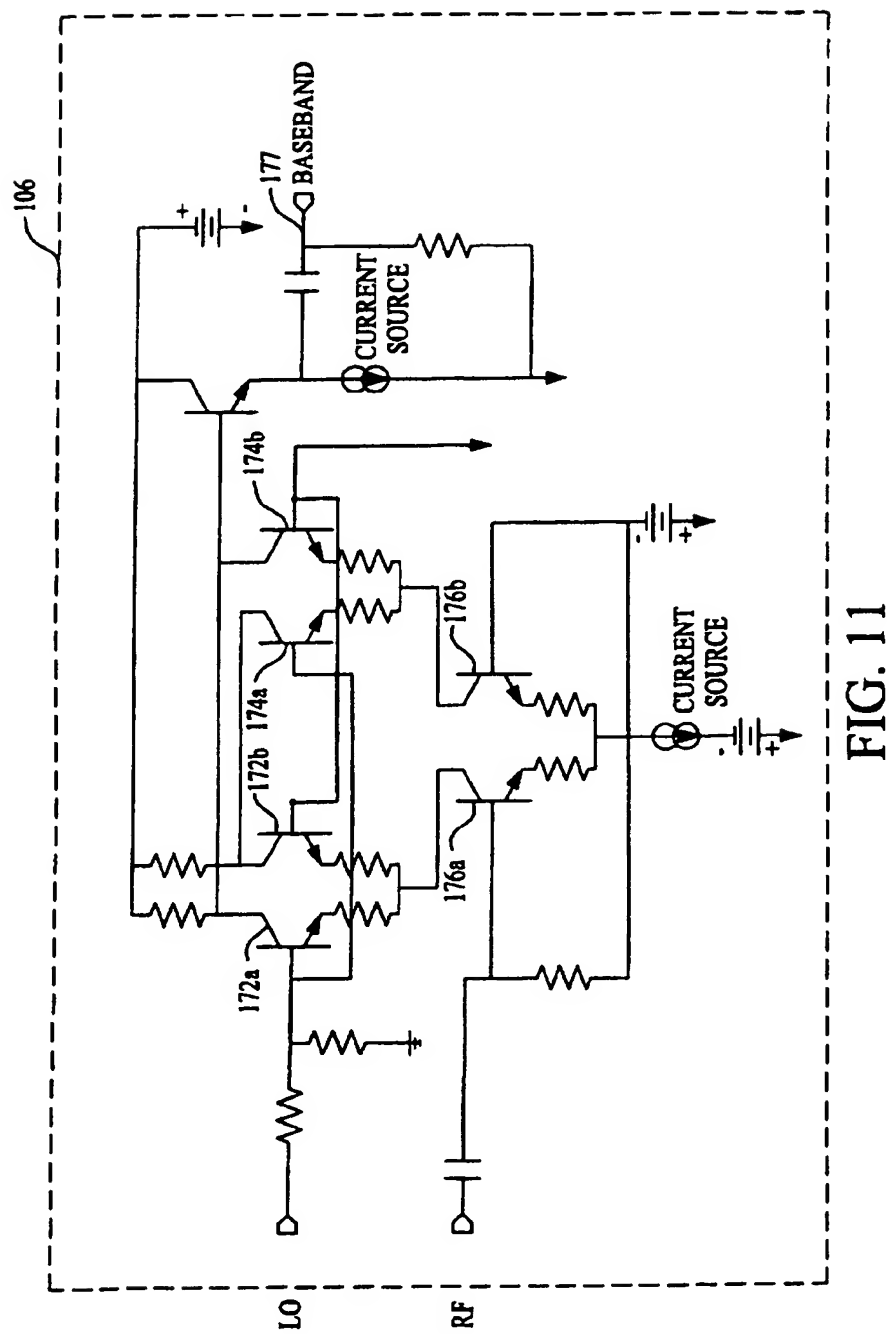 106
+
-
177
BASEBAND
CURRENT
SOURCE
174b
174a
172b
172a
LO
176b
176a
RF
-
+
CURRENT
SOURCE
-
+
FIG. 11